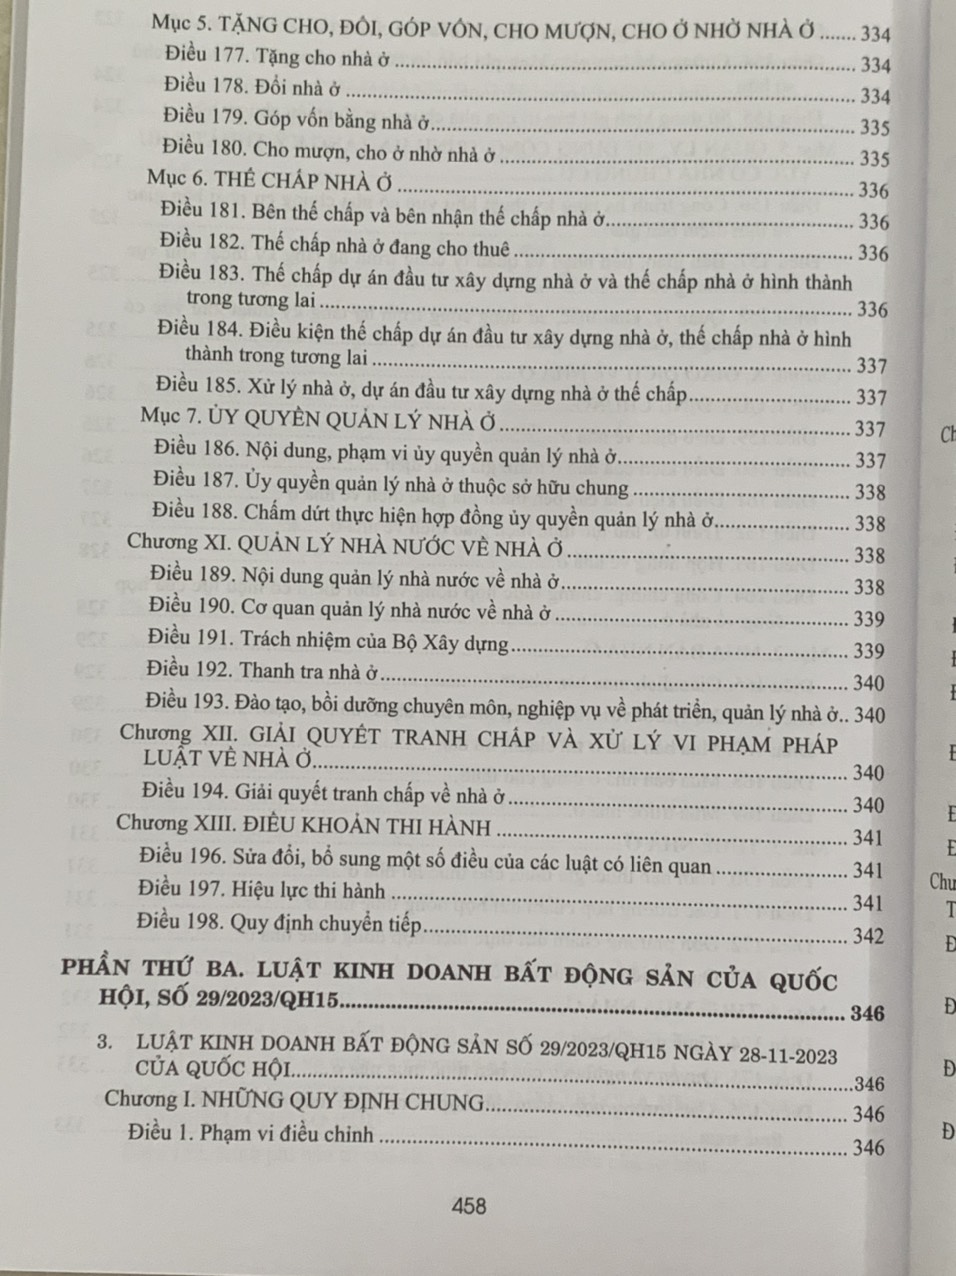 Mục 5. TẶNG CHO, ĐỔI, GÓP VỐN, CHO MƯỢN, CHO Ở NHỜ NHÀ Ở ....... 334
Điều 177. Tặng cho nhà ở ........ 334
Điều 178. Đổi nhà ở ........ 334
Điều 179. Góp vốn bằng nhà ở ........ 335
Điều 180. Cho mượn, cho ở nhờ nhà ở ........ 335
Mục 6. THẾ CHẤP NHÀ Ở ........ 336
Điều 181. Bên thế chấp và bên nhận thế chấp nhà ở ........ 336
Điều 182. Thế chấp nhà ở đang cho thuê ........ 336
Điều 183. Thế chấp dự án đầu tư xây dựng nhà ở và thế chấp nhà ở hình thành
trong tương lai ........ 336
Điều 184. Điều kiện thế chấp dự án đầu tư xây dựng nhà ở, thế chấp nhà ở hình
thành trong tương lai ........ 337
Điều 185. Xử lý nhà ở, dự án đầu tư xây dựng nhà ở thế chấp ........ 337
Mục 7. ỦY QUYỀN QUẢN LÝ NHÀ Ở ........ 337
Điều 186. Nội dung, phạm vi ủy quyền quản lý nhà ở ........ 337
Điều 187. Ủy quyền quản lý nhà ở thuộc sở hữu chung ........ 338
Điều 188. Chấm dứt thực hiện hợp đồng ủy quyền quản lý nhà ở ........ 338
Chương XI. QUẢN LÝ NHÀ NƯỚC VỀ NHÀ Ở ........ 338
Điều 189. Nội dung quản lý nhà nước về nhà ở ........ 338
Điều 190. Cơ quan quản lý nhà nước về nhà ở ........ 339
Điều 191. Trách nhiệm của Bộ Xây dựng ........ 339
Điều 192. Thanh tra nhà ở ........ 340
Điều 193. Đào tạo, bồi dưỡng chuyên môn, nghiệp vụ về phát triển, quản lý nhà ở.. 340
Chương XII. GIẢI QUYẾT TRANH CHẤP VÀ XỬ LÝ VI PHẠM PHÁP
LUẬT VỀ NHÀ Ở ........ 340
Điều 194. Giải quyết tranh chấp về nhà ở ........ 340
Chương XIII. ĐIỀU KHOẢN THI HÀNH ........ 341
Điều 196. Sửa đổi, bổ sung một số điều của các luật có liên quan ........ 341
Điều 197. Hiệu lực thi hành ........ 341
Điều 198. Quy định chuyển tiếp ........ 342
PHẦN THỨ BA. LUẬT KINH DOANH BẤT ĐỘNG SẢN CỦA QUỐC
HỘI, SỐ 29/2023/QH15 ........ 346
3. LUẬT KINH DOANH BẤT ĐỘNG SẢN SỐ 29/2023/QH15 NGÀY 28-11-2023
CỦA QUỐC HỘI ........ 346
Chương I. NHỮNG QUY ĐỊNH CHUNG ........ 346
Điều 1. Phạm vi điều chỉnh ........ 346
458